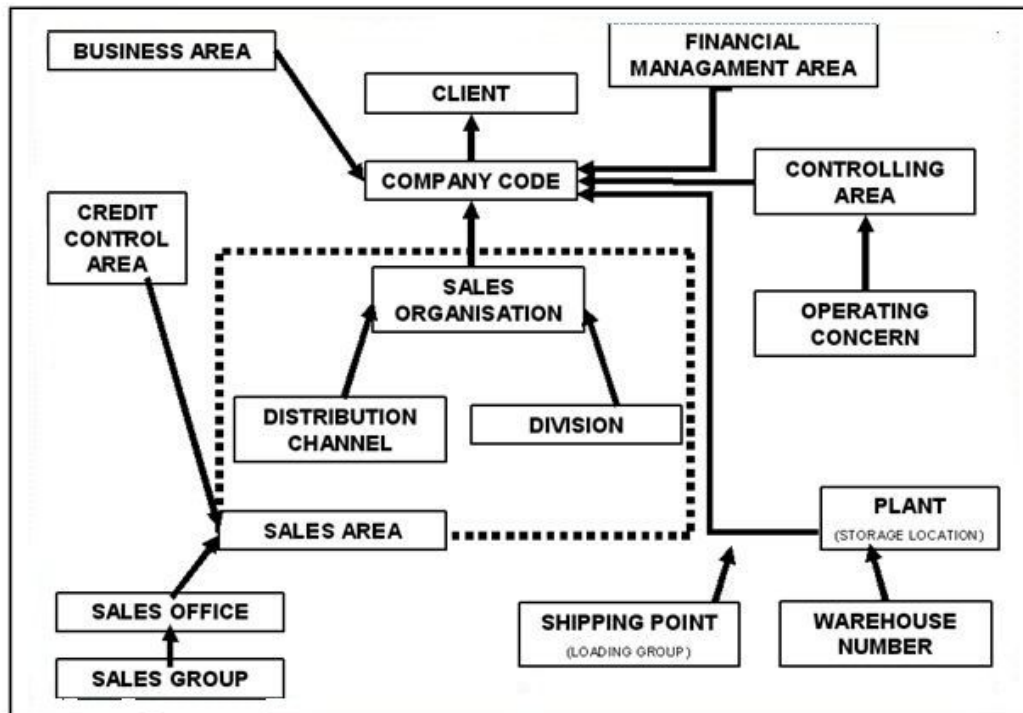 BUSINESS AREA
FINANCIAL
MANAGAMENT AREA
CLIENT
COMPANY CODE
CONTROLLING
AREA
CREDIT
CONTROL
AREA
SALES
ORGANISATION
OPERATING
CONCERN
DISTRIBUTION
CHANNEL
DIVISION
SALES AREA
PLANT
(STORAGE LOCATION)
SALES OFFICE
SHIPPING POINT
(LOADING GROUP)
WAREHOUSE
NUMBER
SALES GROUP